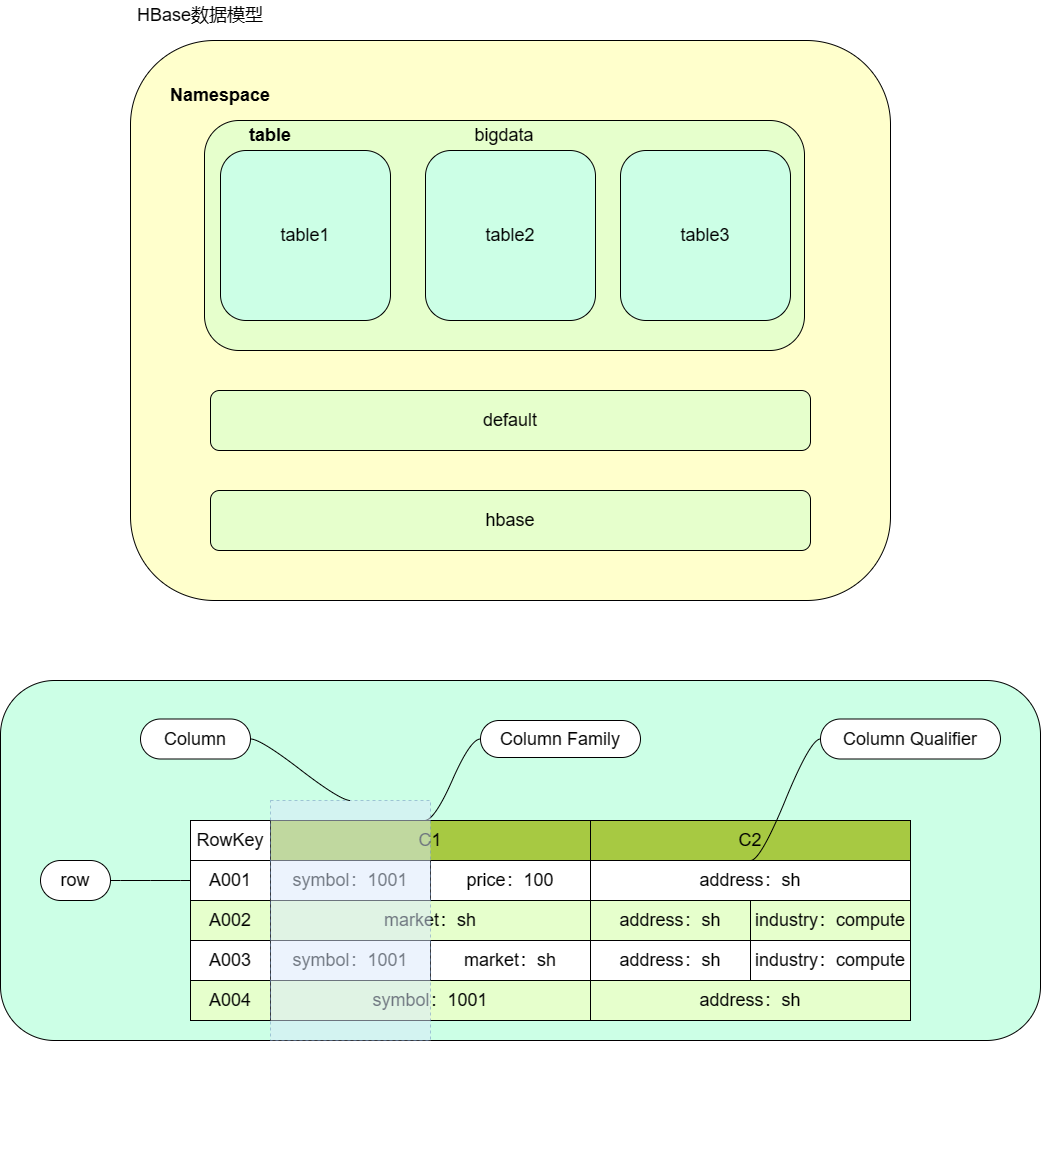 HBase数据模型
Namespace
table bigdata
table1 table2 table3
default
hbase
Column Column Family Column Qualifier
RowKey C1 C2
row A001 symbol：1001 price：100 address：sh
A002 market：sh address：sh industry：compute
A003 symbol：1001 market：sh address：sh industry：compute
A004 symbol：1001 address：sh